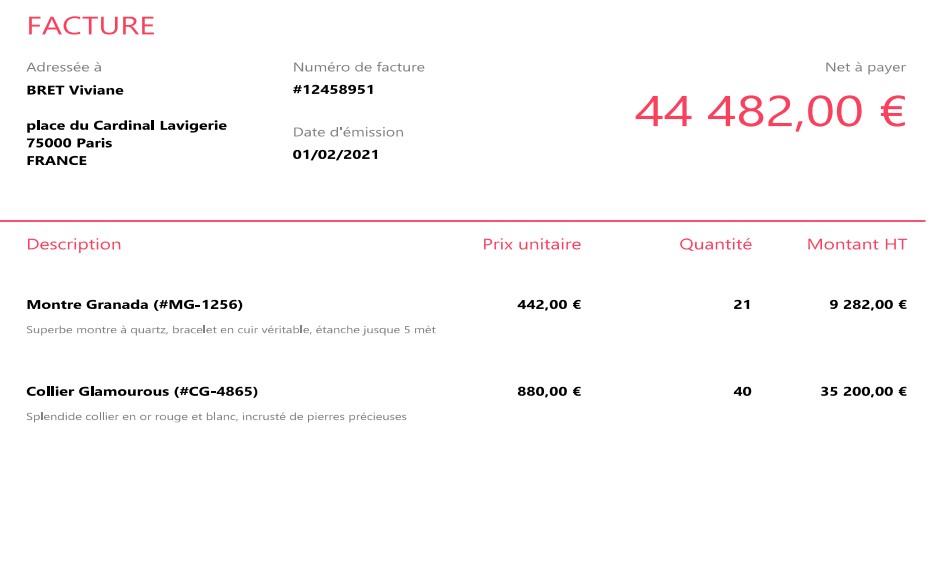 FACTURE
Adressée à
BRET Viviane
place du Cardinal Lavigerie
75000 Paris
FRANCE
Numéro de facture
#12458951
Date d'émission
01/02/2021
Net à payer
44 482,00 €
Description Prix unitaire Quantité Montant HT
Montre Granada (#MG-1256) 442,00 € 21 9 282,00 €
Superbe montre à quartz, bracelet en cuir véritable, étanche jusque 5 mèt
Collier Glamourous (#CG-4865) 880,00 € 40 35 200,00 €
Splendide collier en or rouge et blanc, incrusté de pierres précieuses